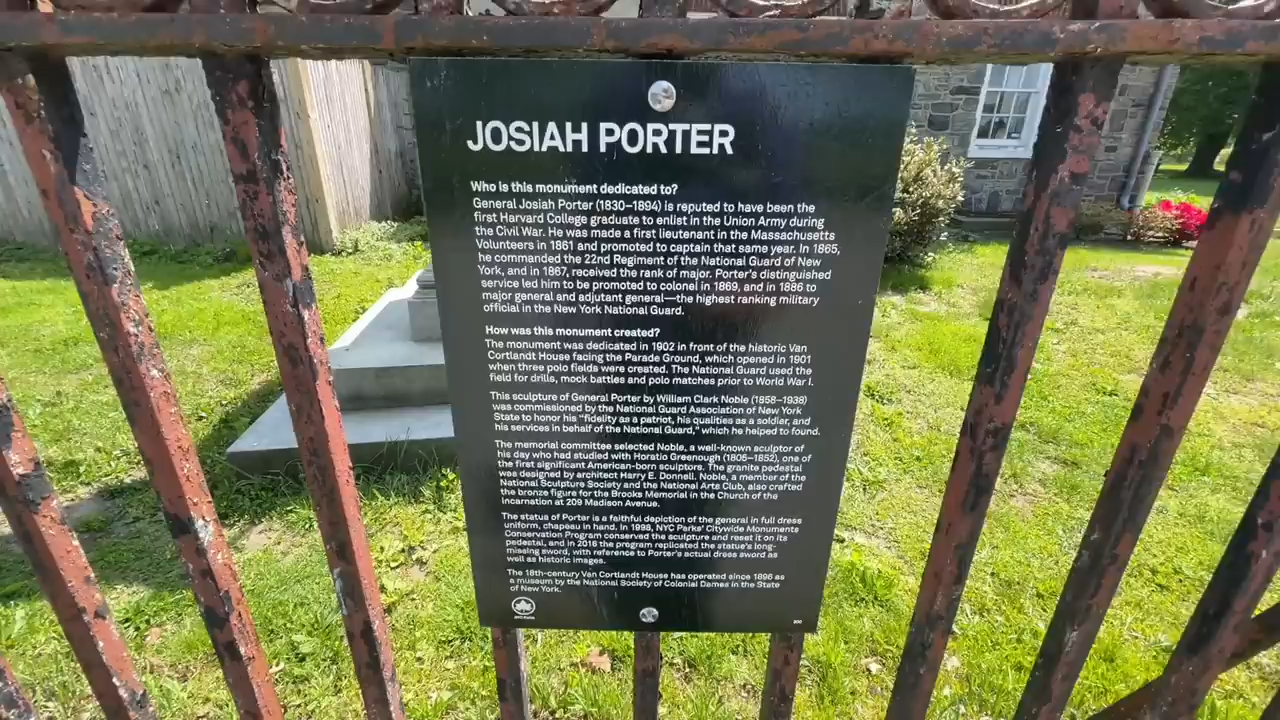 JOSIAH PORTER
Who is this monument dedicated to?
General Josiah Porter (1830–1894) is reputed to have been the
first Harvard College graduate to enlist in the Union Army during
the Civil War. He was made a first lieutenant in the Massachusetts
Volunteers in 1861 and promoted to captain that same year. In 1865,
he commanded the 22nd Regiment of the National Guard of New
York, and in 1867, received the rank of major. Porter's distinguished
service led him to be promoted to colonel in 1869, and in 1886 to
major general and adjutant general—the highest ranking military
official in the New York National Guard.
How was this monument created?
The monument was dedicated in 1902 in front of the historic Van
Cortlandt House facing the Parade Ground, which opened in 1901
when three polo fields were created. The National Guard used the
field for drills, mock battles and polo matches prior to World War I.
This sculpture of General Porter by William Clark Noble (1858–1938)
was commissioned by the National Guard Association of New York
State to honor his "fidelity as a patriot, his qualities as a soldier, and
his services in behalf of the National Guard," which he helped to found.
The memorial committee selected Noble, a well-known sculptor of
his day who had studied with Horatio Greenough (1805–1852), one of
the first significant American-born sculptors. The granite pedestal
was designed by architect Harry E. Donnell. Noble, a member of the
National Sculpture Society and the National Arts Club, also crafted
the bronze figure for the Brooks Memorial in the Church of the
Incarnation at 209 Madison Avenue.
The statue of Porter is a faithful depiction of the general in full dress
uniform, chapeau in hand. In 1998, NYC Parks' Citywide Monuments
Conservation Program conserved the sculpture and reset it on its
pedestal, and in 2016 the program replicated the statue's long-
missing sword, with reference to Porter's actual dress sword as
well as historic images.
The 18th-century Van Cortlandt House has operated since 1896 as
a museum by the National Society of Colonial Dames in the State
of New York.
NYC Parks
200